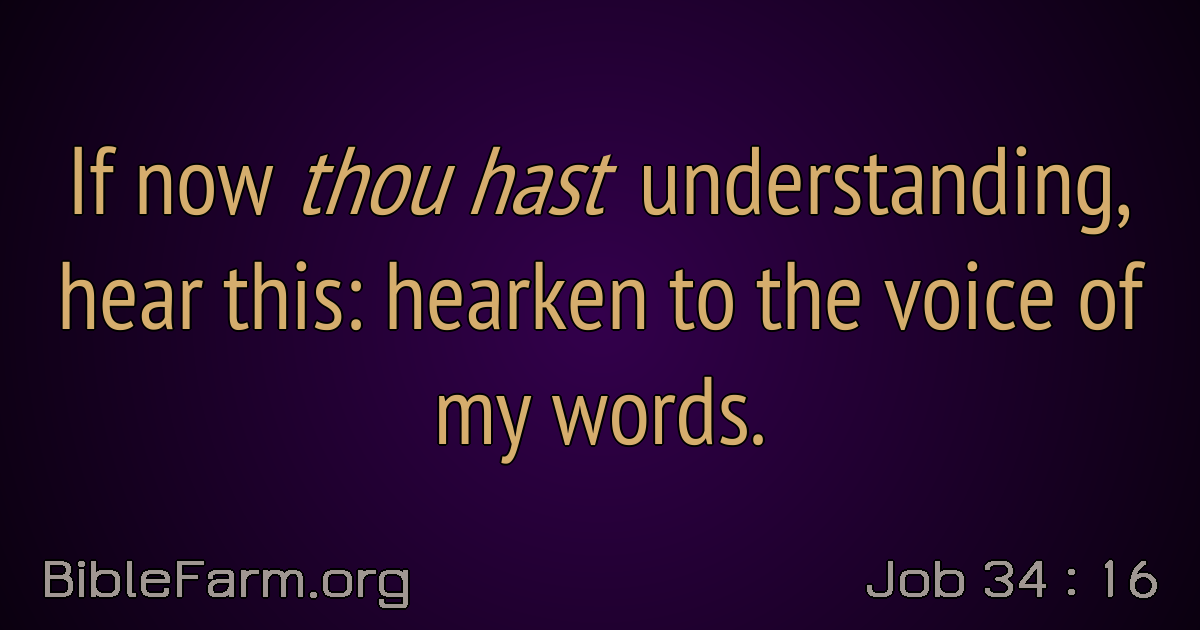 If now thou hast understanding,
hear this: hearken to the voice of
my words.
BibleFarm.org
Job 34 : 16